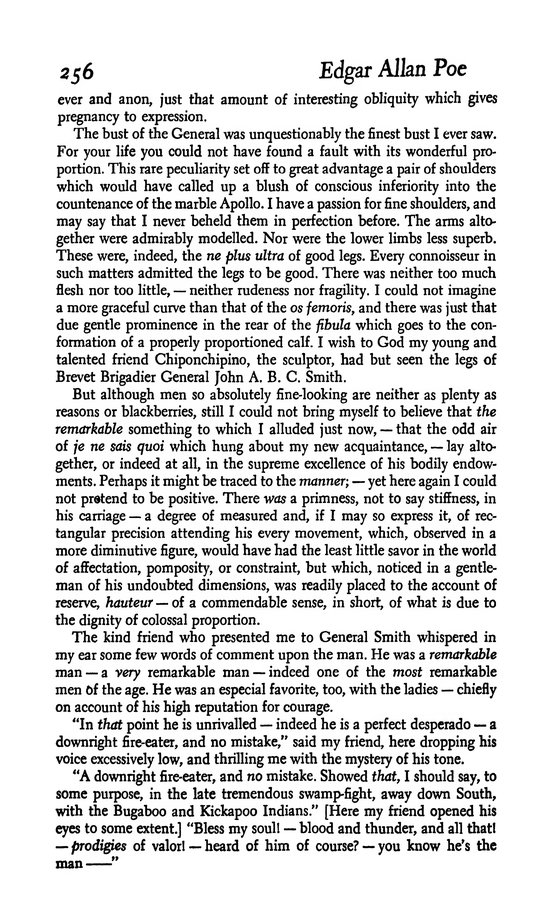 256 Edgar Allan Poe
ever and anon, just that amount of interesting obliquity which gives
pregnancy to expression.
The bust of the General was unquestionably the finest bust I ever saw.
For your life you could not have found a fault with its wonderful pro-
portion. This rare peculiarity set off to great advantage a pair of shoulders
which would have called up a blush of conscious inferiority into the
countenance of the marble Apollo. I have a passion for fine shoulders, and
may say that I never beheld them in perfection before. The arms alto-
gether were admirably modelled. Nor were the lower limbs less superb.
These were, indeed, the ne plus ultra of good legs. Every connoisseur in
such matters admitted the legs to be good. There was neither too much
flesh nor too little, — neither rudeness nor fragility. I could not imagine
a more graceful curve than that of the os femoris, and there was just that
due gentle prominence in the rear of the fibula which goes to the con-
formation of a properly proportioned calf. I wish to God my young and
talented friend Chiponchipino, the sculptor, had but seen the legs of
Brevet Brigadier General John A. B. C. Smith.
But although men so absolutely fine-looking are neither as plenty as
reasons or blackberries, still I could not bring myself to believe that the
remarkable something to which I alluded just now, — that the odd air
of je ne sais quoi which hung about my new acquaintance, — lay alto-
gether, or indeed at all, in the supreme excellence of his bodily endow-
ments. Perhaps it might be traced to the manner; — yet here again I could
not pretend to be positive. There was a primness, not to say stiffness, in
his carriage — a degree of measured and, if I may so express it, of rec-
tangular precision attending his every movement, which, observed in a
more diminutive figure, would have had the least little savor in the world
of affectation, pomposity, or constraint, but which, noticed in a gentle-
man of his undoubted dimensions, was readily placed to the account of
reserve, hauteur — of a commendable sense, in short, of what is due to
the dignity of colossal proportion.
The kind friend who presented me to General Smith whispered in
my ear some few words of comment upon the man. He was a remarkable
man — a very remarkable man — indeed one of the most remarkable
men of the age. He was an especial favorite, too, with the ladies — chiefly
on account of his high reputation for courage.
"In that point he is unrivalled — indeed he is a perfect desperado — a
downright fire-eater, and no mistake," said my friend, here dropping his
voice excessively low, and thrilling me with the mystery of his tone.
"A downright fire-eater, and no mistake. Showed that, I should say, to
some purpose, in the late tremendous swamp-fight, away down South,
with the Bugaboo and Kickapoo Indians." [Here my friend opened his
eyes to some extent.] "Bless my soul! — blood and thunder, and all that!
— prodigies of valor! — heard of him of course? — you know he's the
man ——"